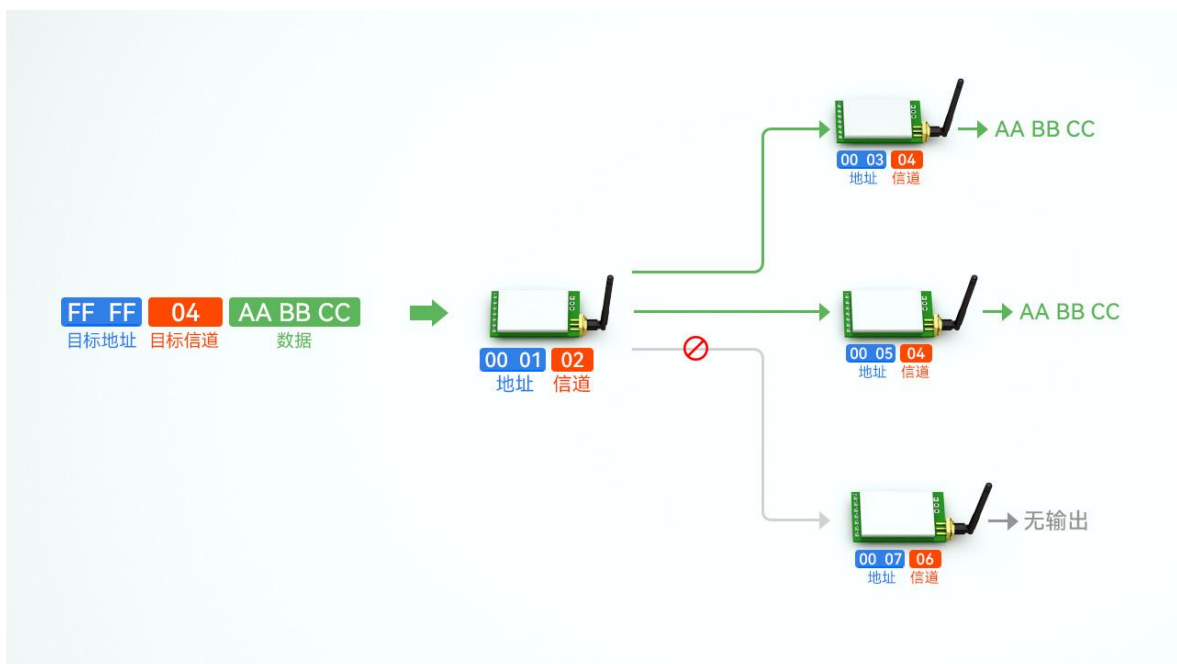 AA BB CC
00 03 04
地址 信道
FF FF 04 AA BB CC
目标地址 目标信道 数据
00 01 02
地址 信道
AA BB CC
00 05 04
地址 信道
无输出
00 07 06
地址 信道